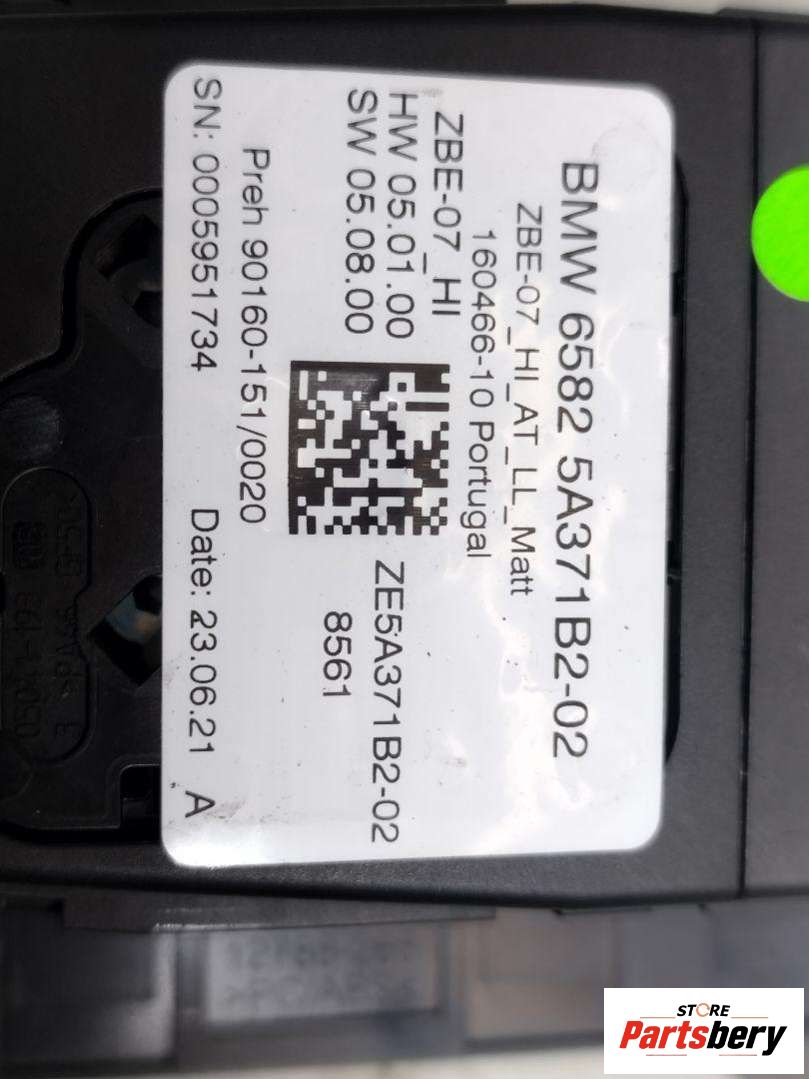 BMW 6582 5A371B2-02
ZBE-07_HI_AT_LL_Matt
160466-10 Portugal
ZBE-07_HI
HW 05.01.00
SW 05.08.00
ZE5A371B2-02
8561
Preh 90160-151/0020
SN: 0005951734 Date: 23.06.21 A
STORE
Partsbery